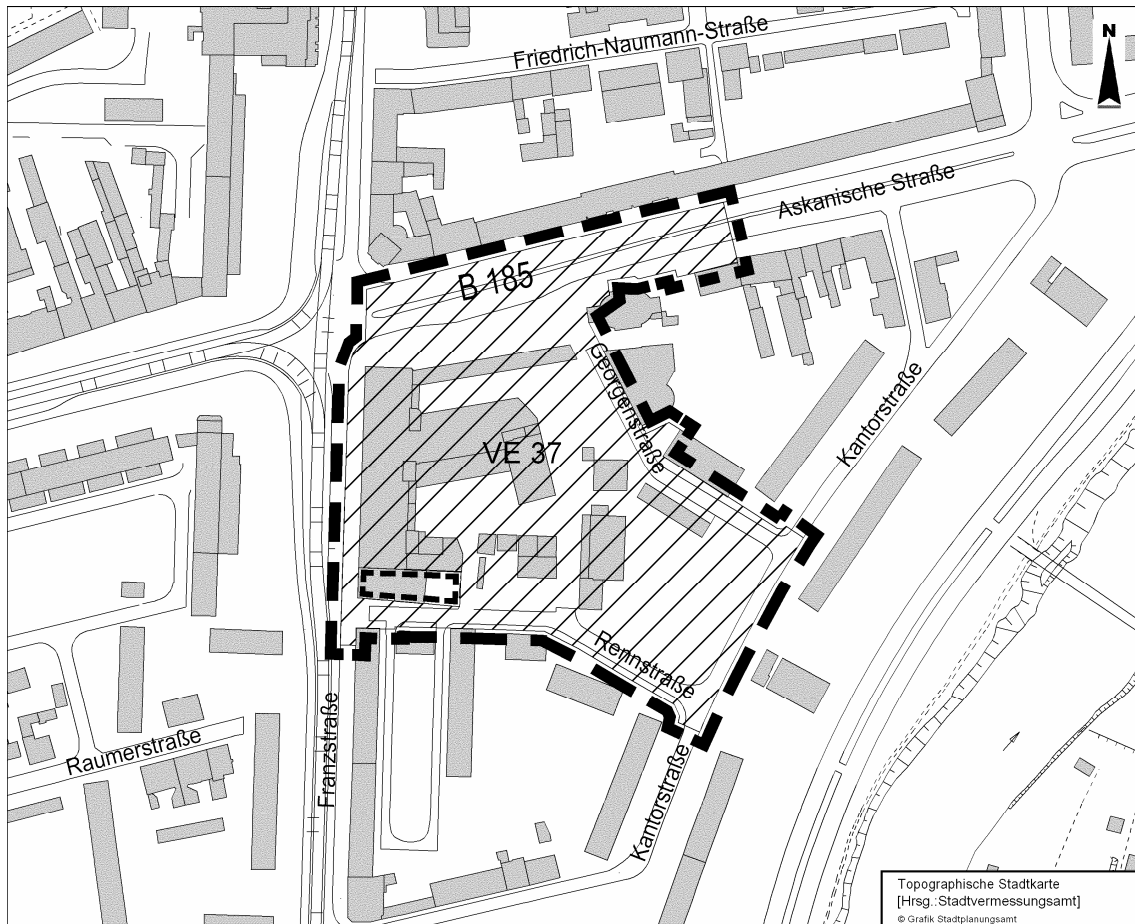 Friedrich-Naumann-Straße
N
Askanische Straße
B 185
Georgenstraße
Kantorstraße
VE 37
Rennstraße
Franzstraße
Raumerstraße
Kantorstraße
Topographische Stadtkarte
[Hrsg.:Stadtvermessungsamt]
© Grafik Stadtplanungsamt